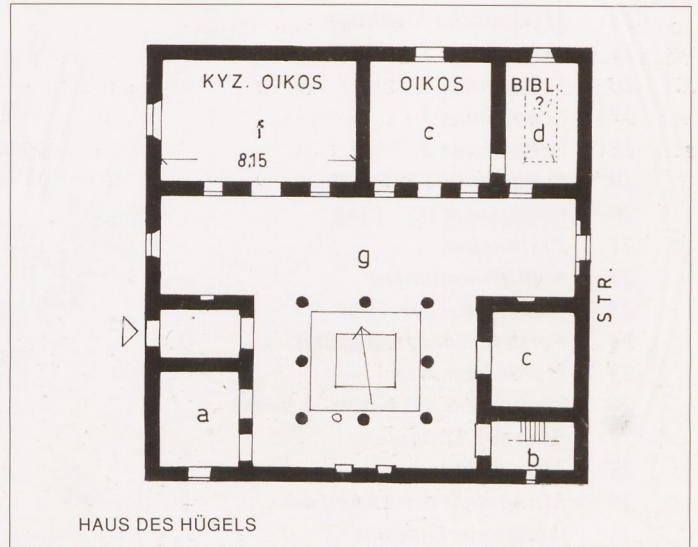 KYZ. OIKOS
OIKOS
BIBL.
?
f
c
d
8.15
g
STR.
c
a
b
HAUS DES HÜGELS